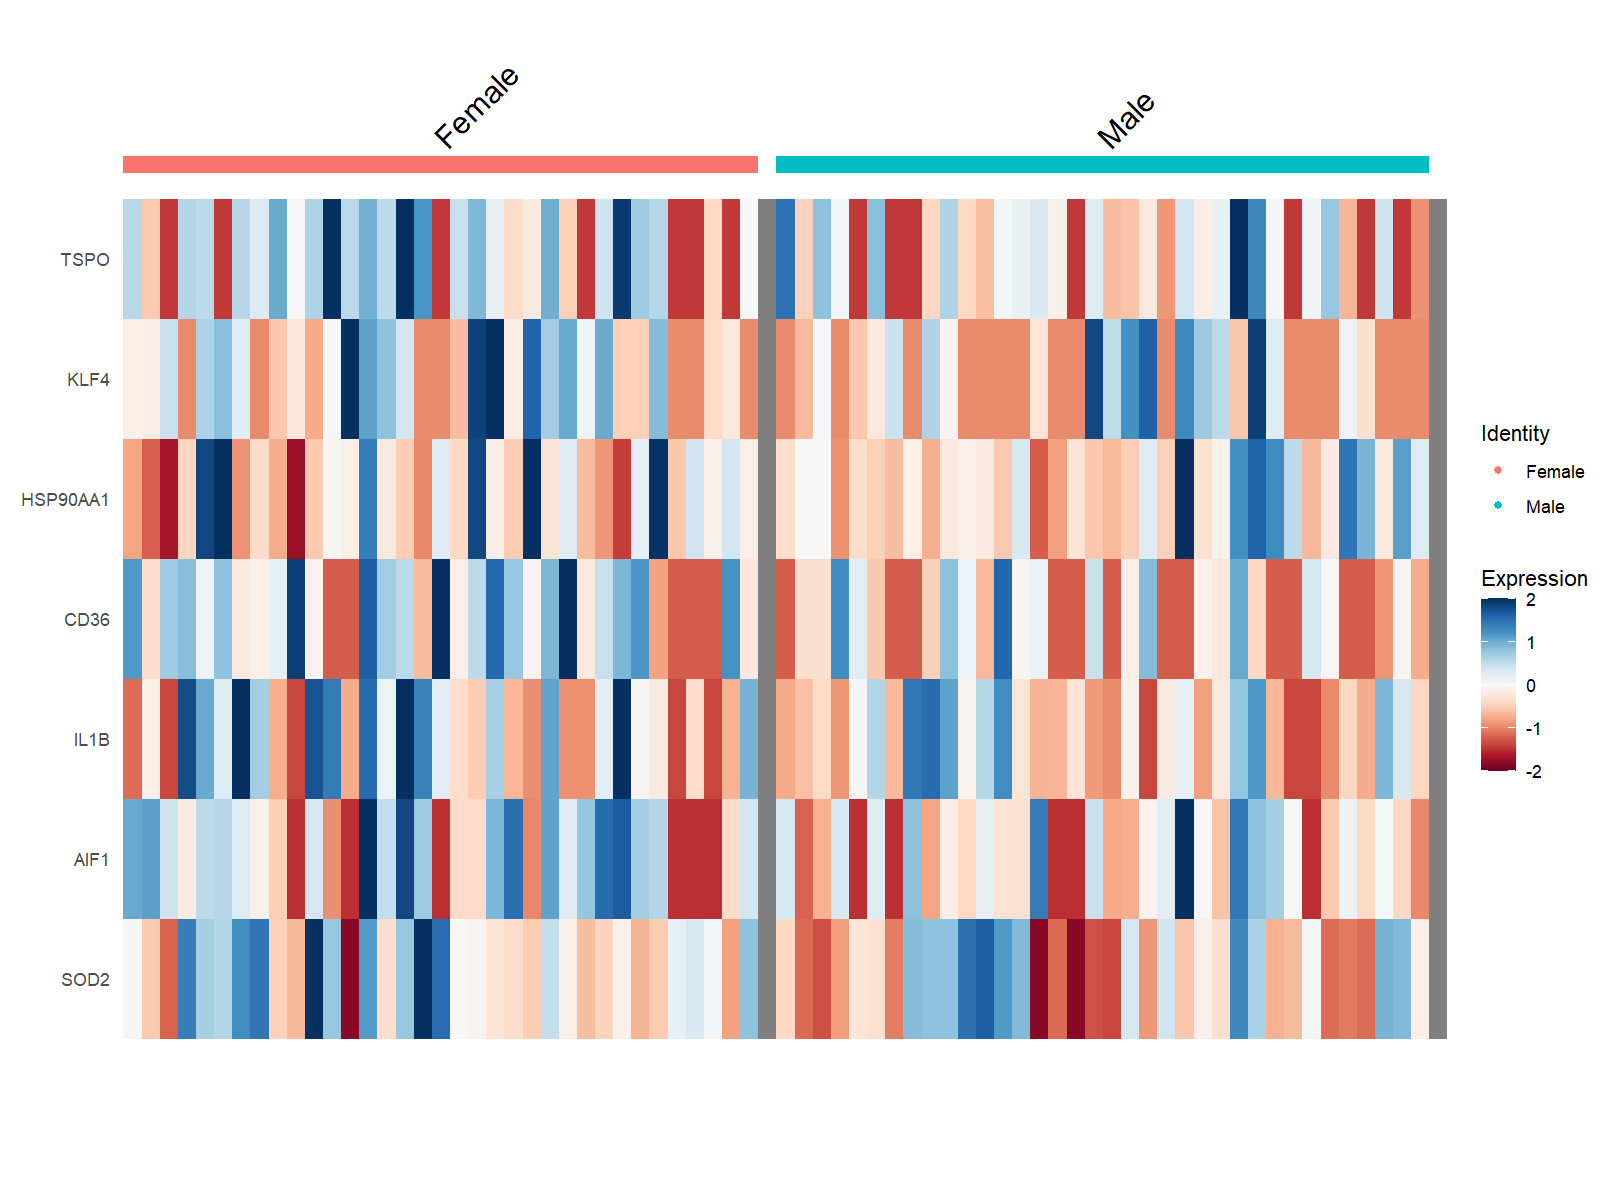 Female
Male
TSPO
KLF4
HSP90AA1
CD36
IL1B
AIF1
SOD2
Identity
Female
Male
Expression
2
1
0
-1
-2